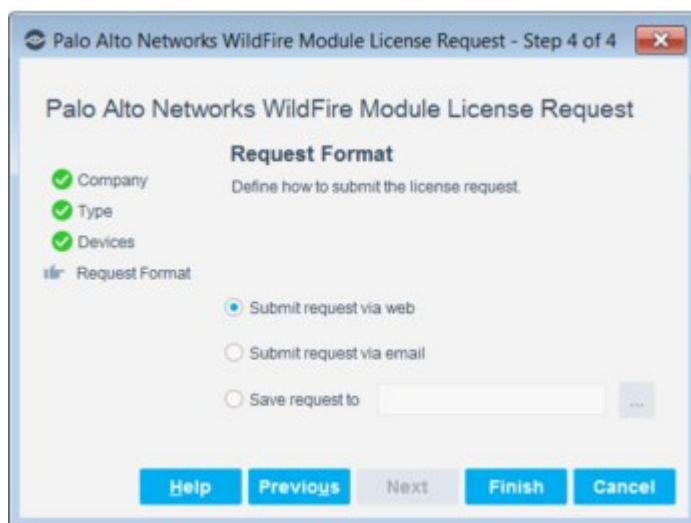 Palo Alto Networks WildFire Module License Request - Step 4 of 4
Palo Alto Networks WildFire Module License Request
Request Format
Define how to submit the license request.
Company
Type
Devices
Request Format
Submit request via web
Submit request via email
Save request to
...
Help
Previous
Next
Finish
Cancel